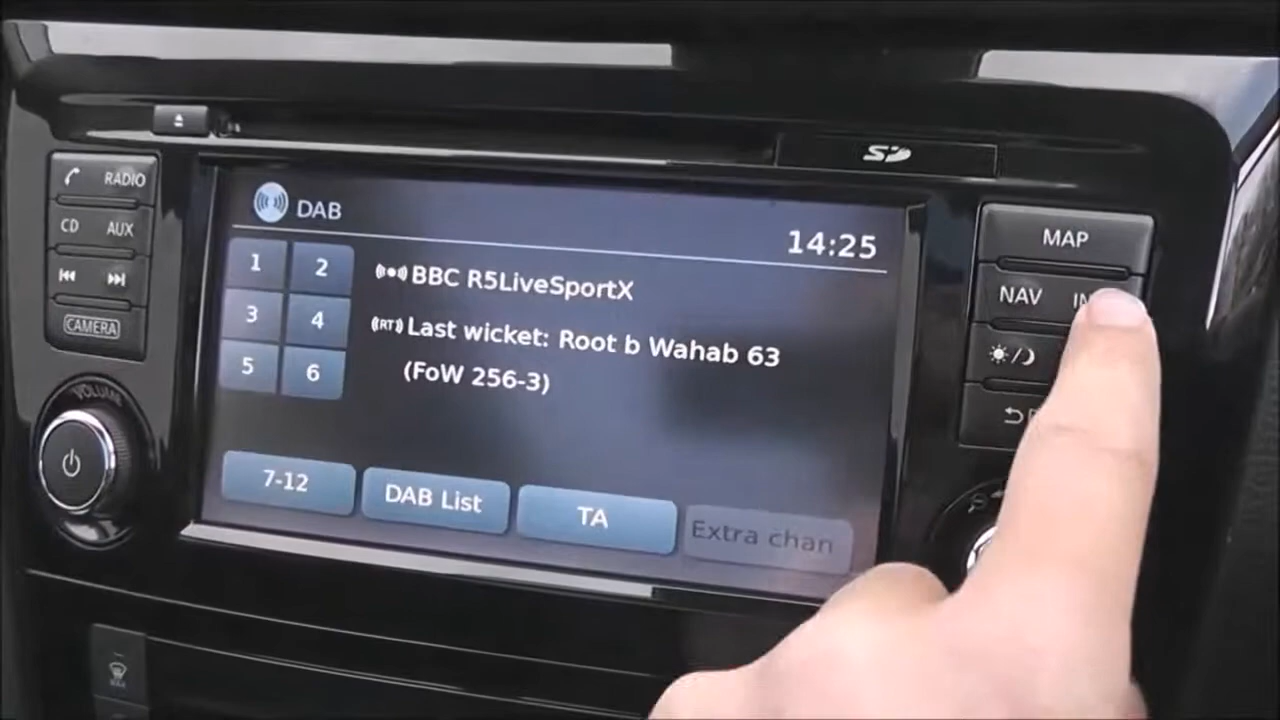 RADIO
CD AUX
CAMERA
VOLUME
SD
DAB
14:25
1 2
3 4
5 6
BBC R5LiveSportX
(RT) Last wicket: Root b Wahab 63
(FoW 256-3)
7-12
DAB List
TA
Extra chan
MAP
NAV